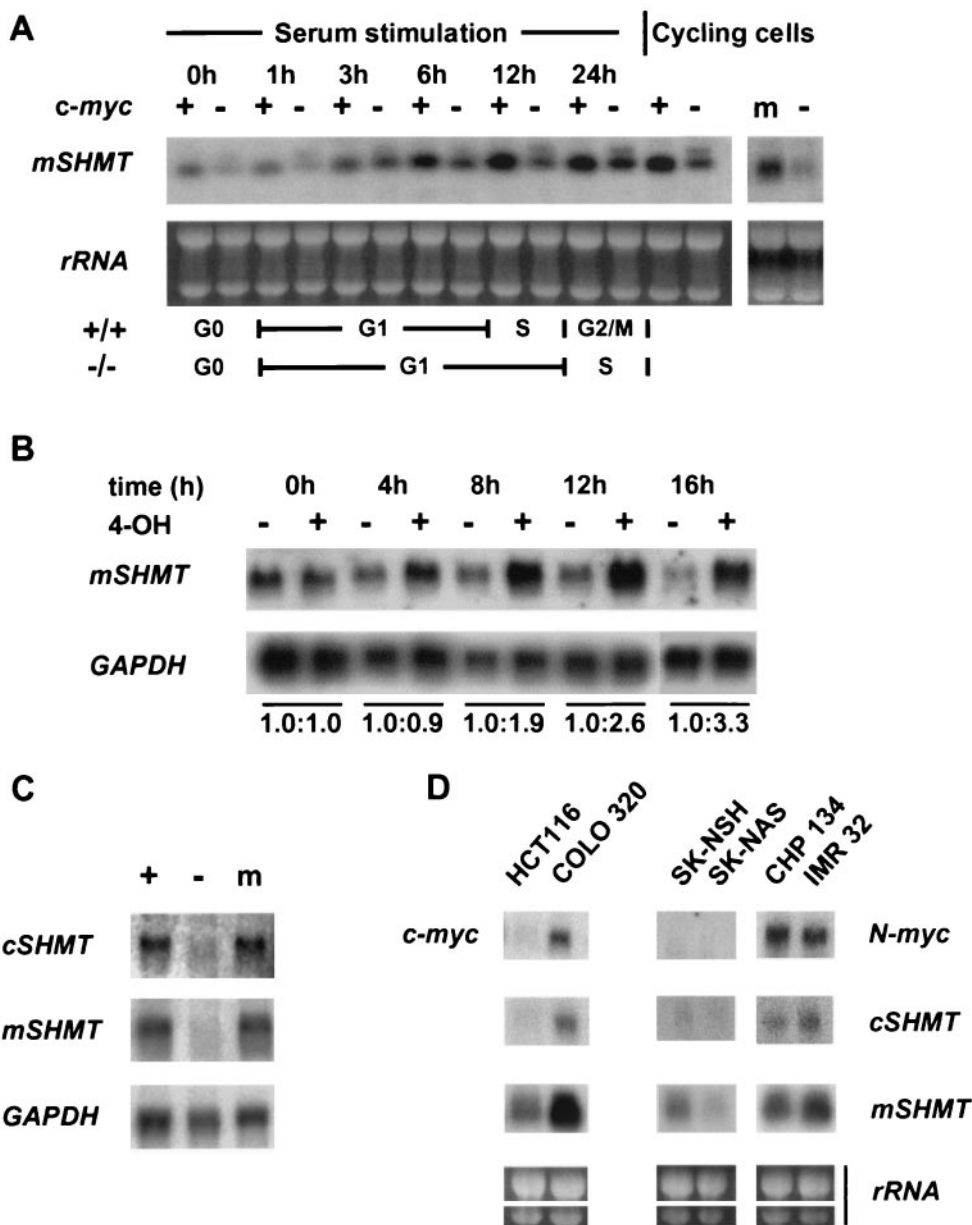 A
Serum stimulation
Cycling cells
0h 1h 3h 6h 12h 24h
c-myc + - + - + - + - + - + - + - m -
mSHMT
rRNA
+/+ G0 G1 S G2/M
-/- G0 G1 S
B
time (h) 0h 4h 8h 12h 16h
4-OH - + - + - + - + - +
mSHMT
GAPDH
1.0:1.0 1.0:0.9 1.0:1.9 1.0:2.6 1.0:3.3
C
+ - m
cSHMT
mSHMT
GAPDH
D
HCT116 COLO 320 SK-NSH SK-NAS CHP 134 IMR 32
c-myc N-myc
cSHMT
mSHMT
rRNA